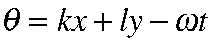 θ = kx + ly − ωt